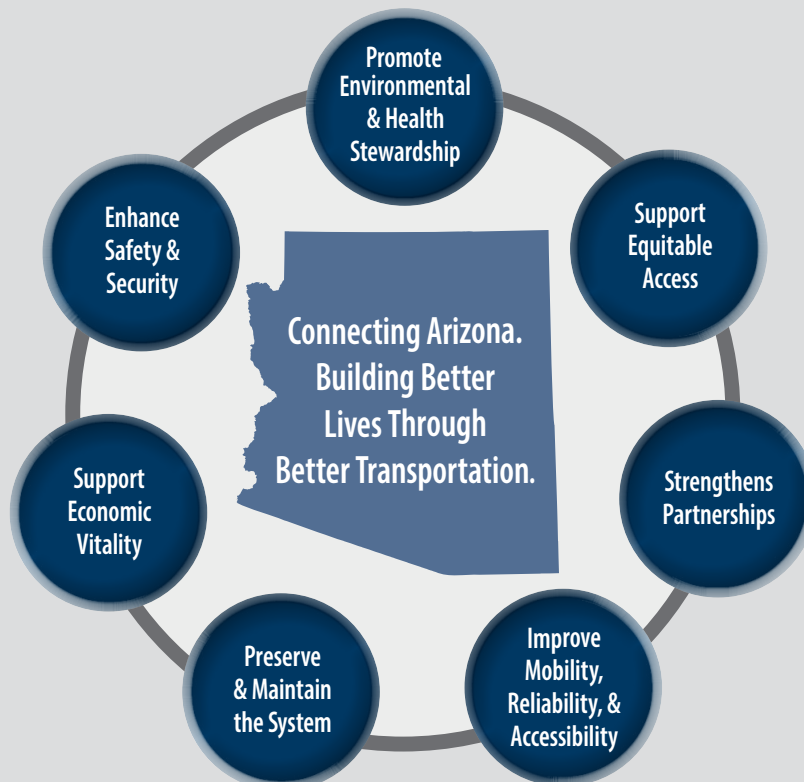 Promote
Environmental
& Health
Stewardship
Support
Equitable
Access
Strengthens
Partnerships
Improve
Mobility,
Reliability, &
Accessibility
Preserve
& Maintain
the System
Support
Economic
Vitality
Enhance
Safety &
Security
Connecting Arizona.
Building Better
Lives Through
Better Transportation.